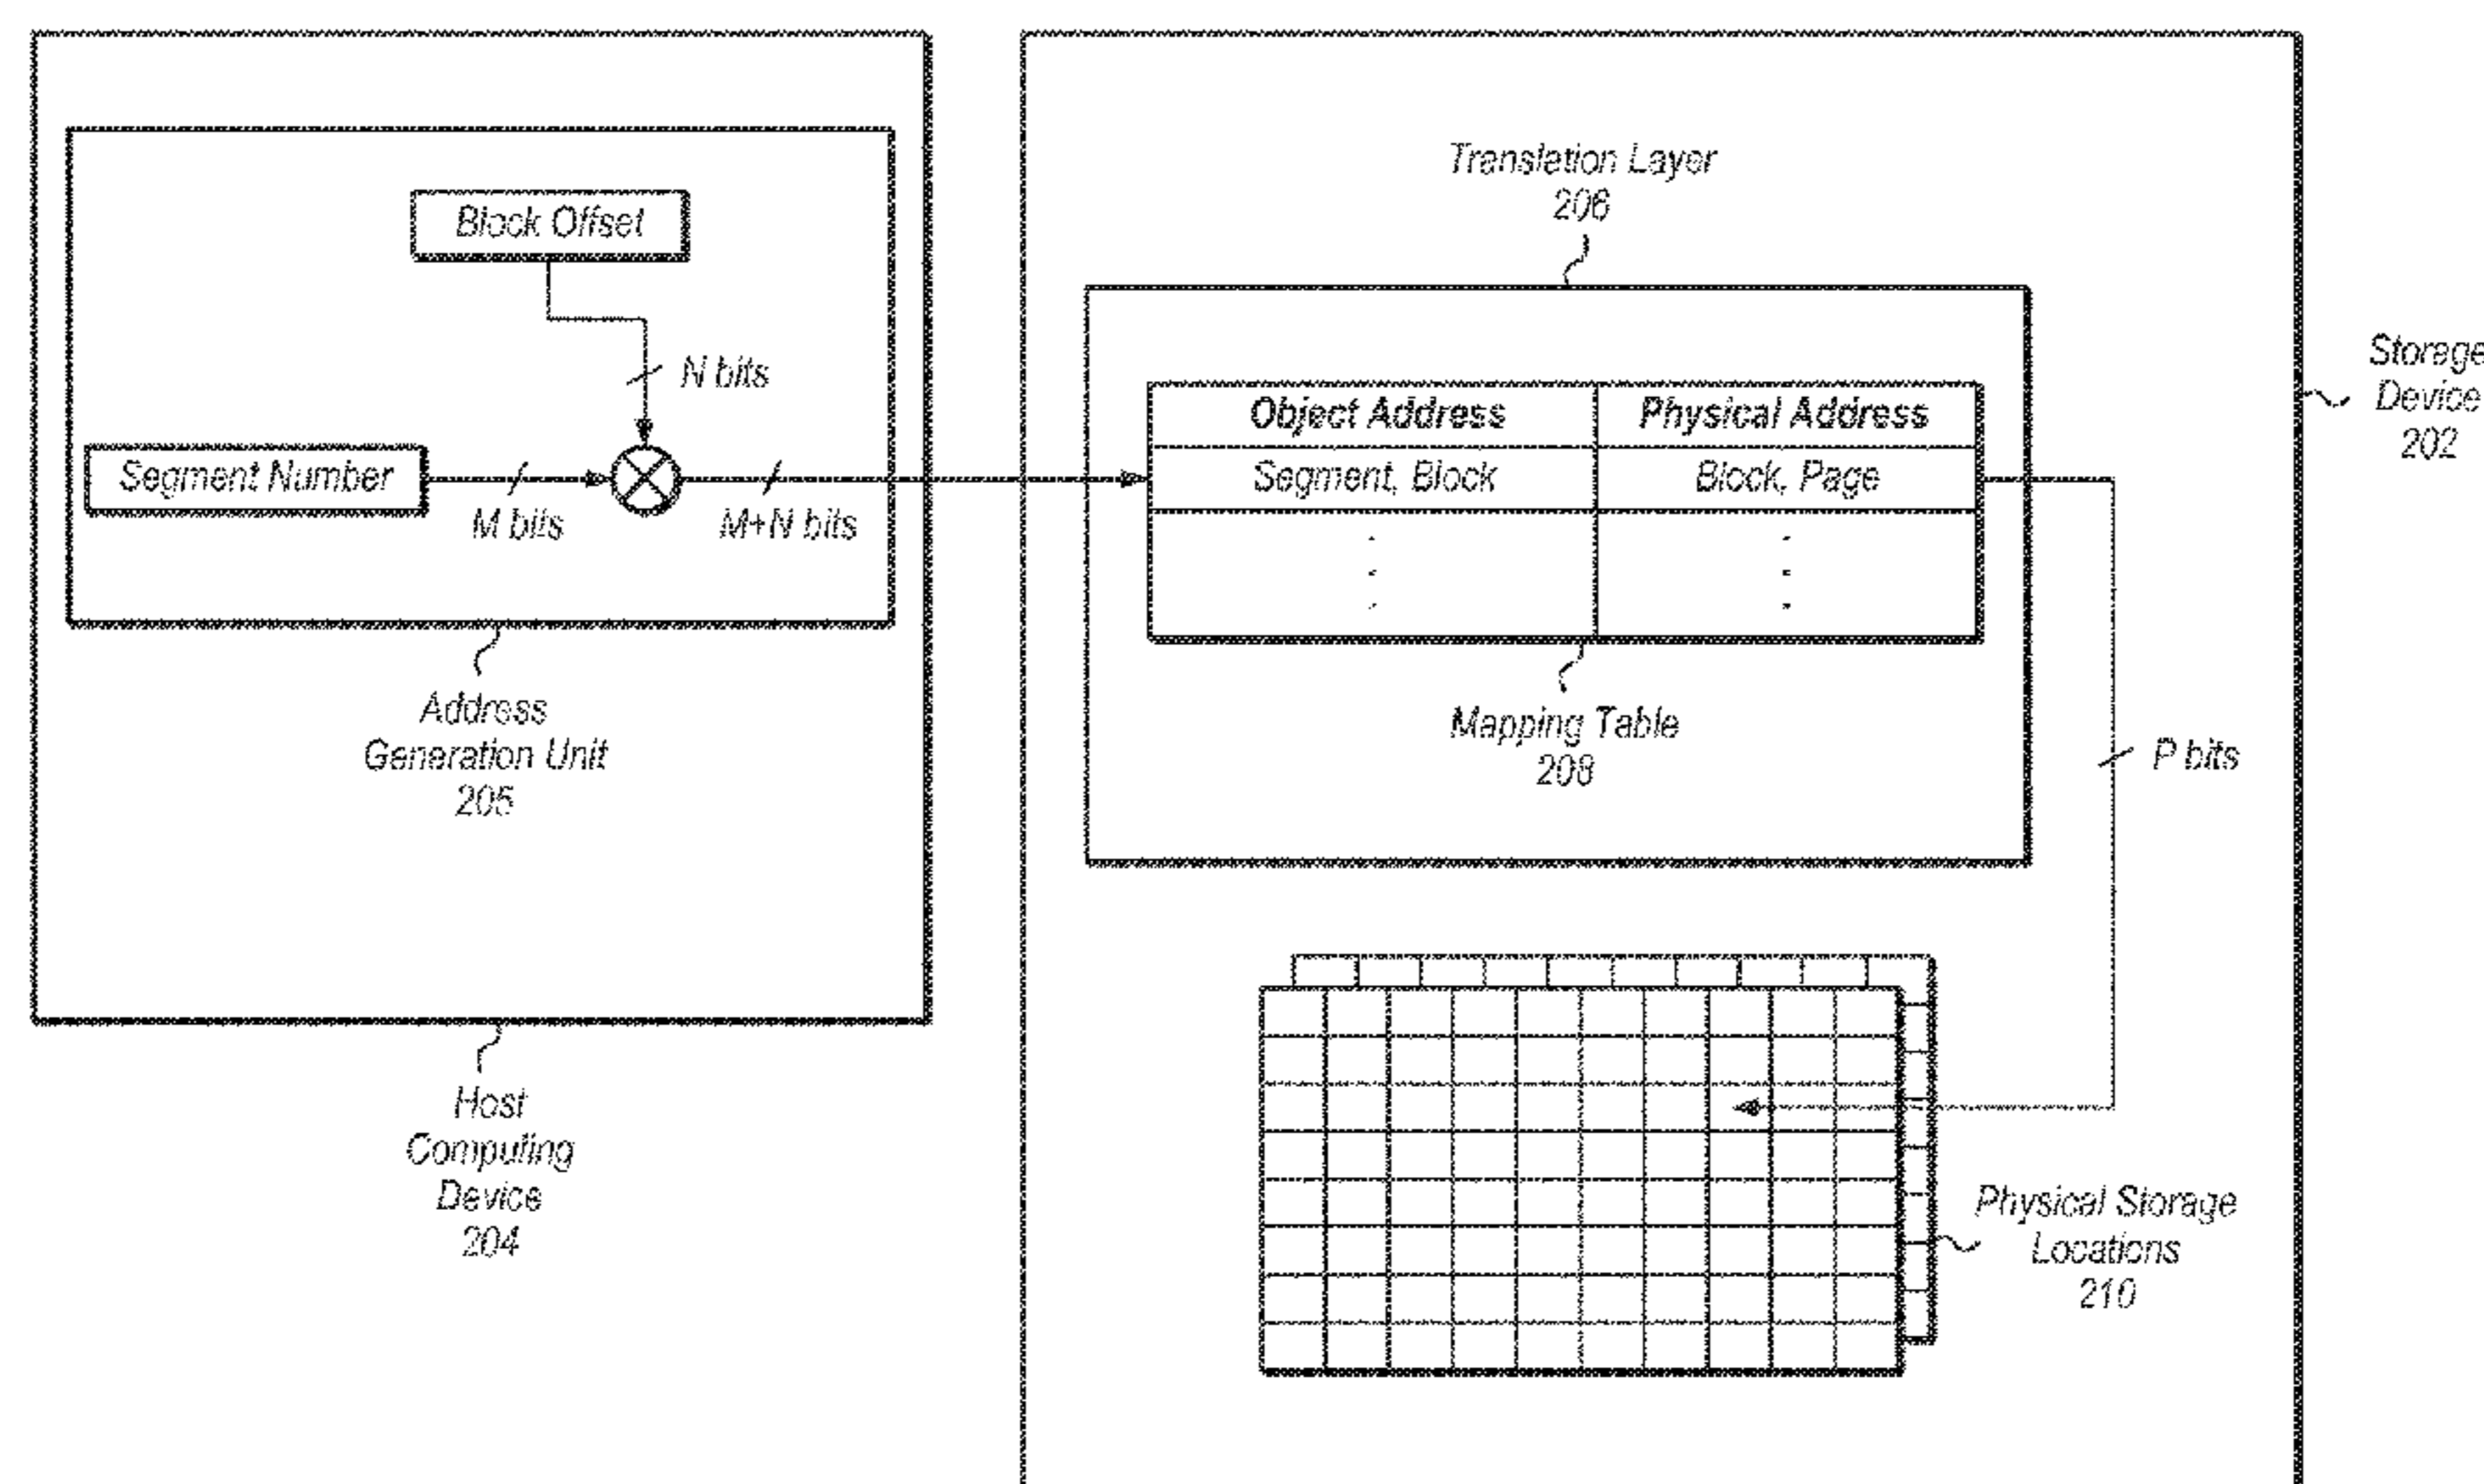 Block Offset
N bits
Segment Number
M bits
M+N bits
Address
Generation Unit
205
Host
Computing
Device
204
Translation Layer
206
Object Address
Physical Address
Segment, Block
Block, Page
Mapping Table
208
P bits
Storage
Device
202
Physical Storage
Locations
210